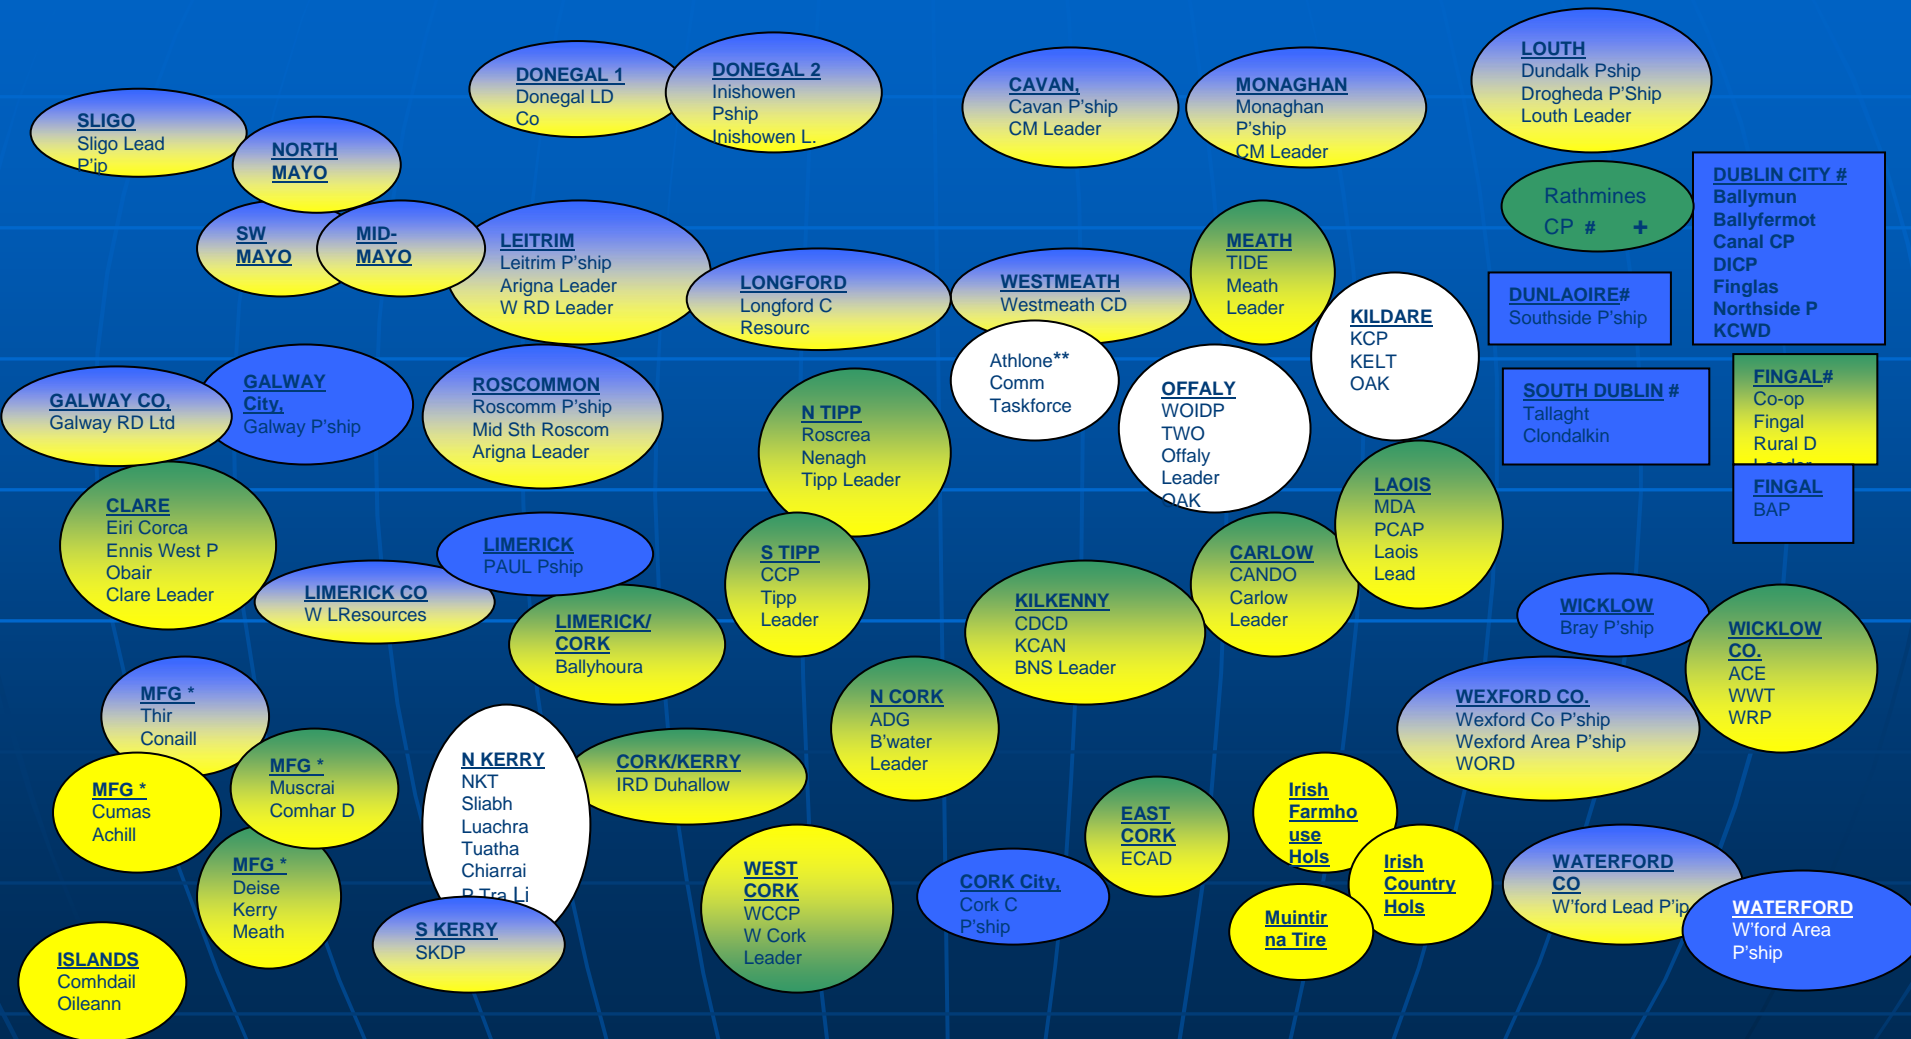 DONEGAL 1
Donegal LD
Co
DONEGAL 2
Inishowen
Pship
Inishowen L.
CAVAN,
Cavan P'ship
CM Leader
MONAGHAN
Monaghan
P'ship
CM Leader
LOUTH
Dundalk Pship
Drogheda P'Ship
Louth Leader
SLIGO
Sligo Lead
P'ip
NORTH
MAYO
SW
MAYO
MID-
MAYO
LEITRIM
Leitrim P'ship
Arigna Leader
W RD Leader
LONGFORD
Longford C
Resourc
WESTMEATH
Westmeath CD
MEATH
TIDE
Meath
Leader
Rathmines
CP # +
DUBLIN CITY #
Ballymun
Ballyfermot
Canal CP
DICP
Finglas
Northside P
KCWD
DUNLAOIRE#
Southside P'ship
KILDARE
KCP
KELT
OAK
Athlone**
Comm
Taskforce
OFFALY
WOIDP
TWO
Offaly
Leader
OAK
SOUTH DUBLIN #
Tallaght
Clondalkin
FINGAL#
Co-op
Fingal
Rural D
Leader
FINGAL
BAP
GALWAY CO,
Galway RD Ltd
GALWAY
City,
Galway P'ship
ROSCOMMON
Roscomm P'ship
Mid Sth Roscom
Arigna Leader
N TIPP
Roscrea
Nenagh
Tipp Leader
LAOIS
MDA
PCAP
Laois
Lead
CLARE
Eiri Corca
Ennis West P
Obair
Clare Leader
LIMERICK
PAUL Pship
LIMERICK CO
W LResources
LIMERICK/
CORK
Ballyhoura
S TIPP
CCP
Tipp
Leader
KILKENNY
CDCD
KCAN
BNS Leader
CARLOW
CANDO
Carlow
Leader
WICKLOW
Bray P'ship
WICKLOW
CO.
ACE
WWT
WRP
MFG *
Thir
Conaill
MFG *
Cumas
Achill
MFG *
Muscrai
Comhar D
MFG *
Deise
Kerry
Meath
ISLANDS
Comhdail
Oileann
N KERRY
NKT
Sliabh
Luachra
Tuatha
Chiarrai
P Tra Li
S KERRY
SKDP
CORK/KERRY
IRD Duhallow
N CORK
ADG
B'water
Leader
WEST
CORK
WCCP
W Cork
Leader
CORK City,
Cork C
P'ship
EAST
CORK
ECAD
Irish
Farmho
use
Hols
Irish
Country
Hols
Muintir
na Tire
WEXFORD CO.
Wexford Co P'ship
Wexford Area P'ship
WORD
WATERFORD
CO
W'ford Lead P'ip
WATERFORD
W'ford Area
P'ship